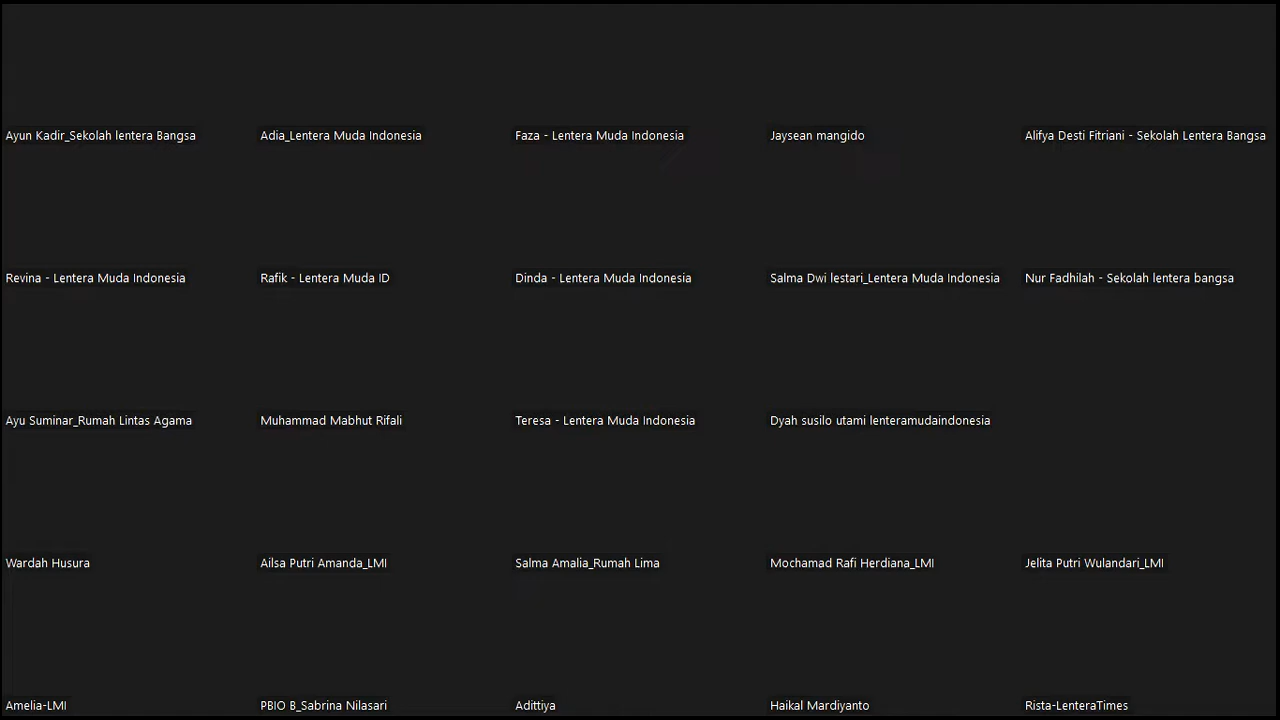 Ayun Kadir_Sekolah lentera Bangsa
Adia_Lentera Muda Indonesia
Faza - Lentera Muda Indonesia
Jaysean mangido
Alifya Desti Fitriani - Sekolah Lentera Bangsa
Revina - Lentera Muda Indonesia
Rafik - Lentera Muda ID
Dinda - Lentera Muda Indonesia
Salma Dwi lestari_Lentera Muda Indonesia
Nur Fadhilah - Sekolah lentera bangsa
Ayu Suminar_Rumah Lintas Agama
Muhammad Mabhut Rifali
Teresa - Lentera Muda Indonesia
Dyah susilo utami lenteramudaindonesia
Wardah Husura
Ailsa Putri Amanda_LMI
Salma Amalia_Rumah Lima
Mochamad Rafi Herdiana_LMI
Jelita Putri Wulandari_LMI
Amelia-LMI
PBIO B_Sabrina Nilasari
Adittiya
Haikal Mardiyanto
Rista-LenteraTimes